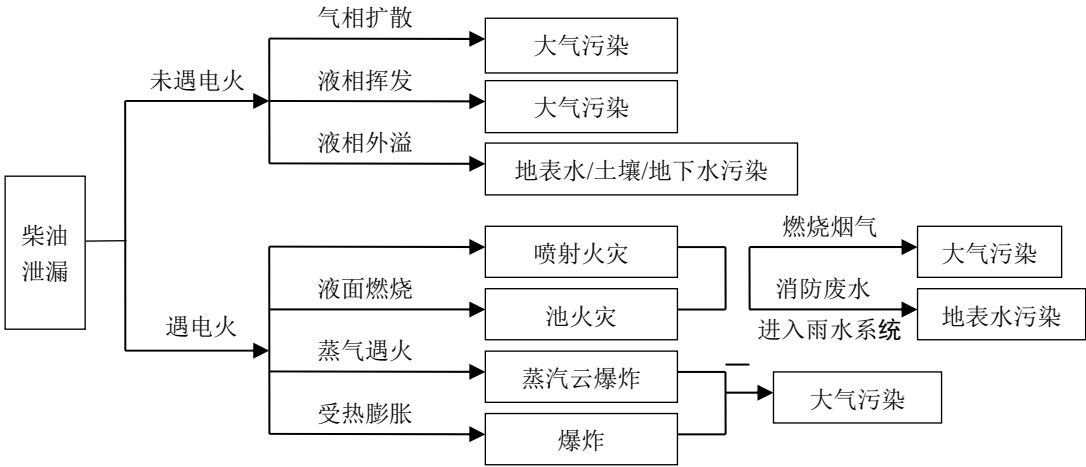 气相扩散
大气污染
未遇电火
液相挥发
大气污染
液相外溢
地表水/土壤/地下水污染
柴油
泄漏
喷射火灾
燃烧烟气
大气污染
液面燃烧
池火灾
消防废水
进入雨水系统
地表水污染
遇电火
蒸气遇火
蒸汽云爆炸
大气污染
受热膨胀
爆炸